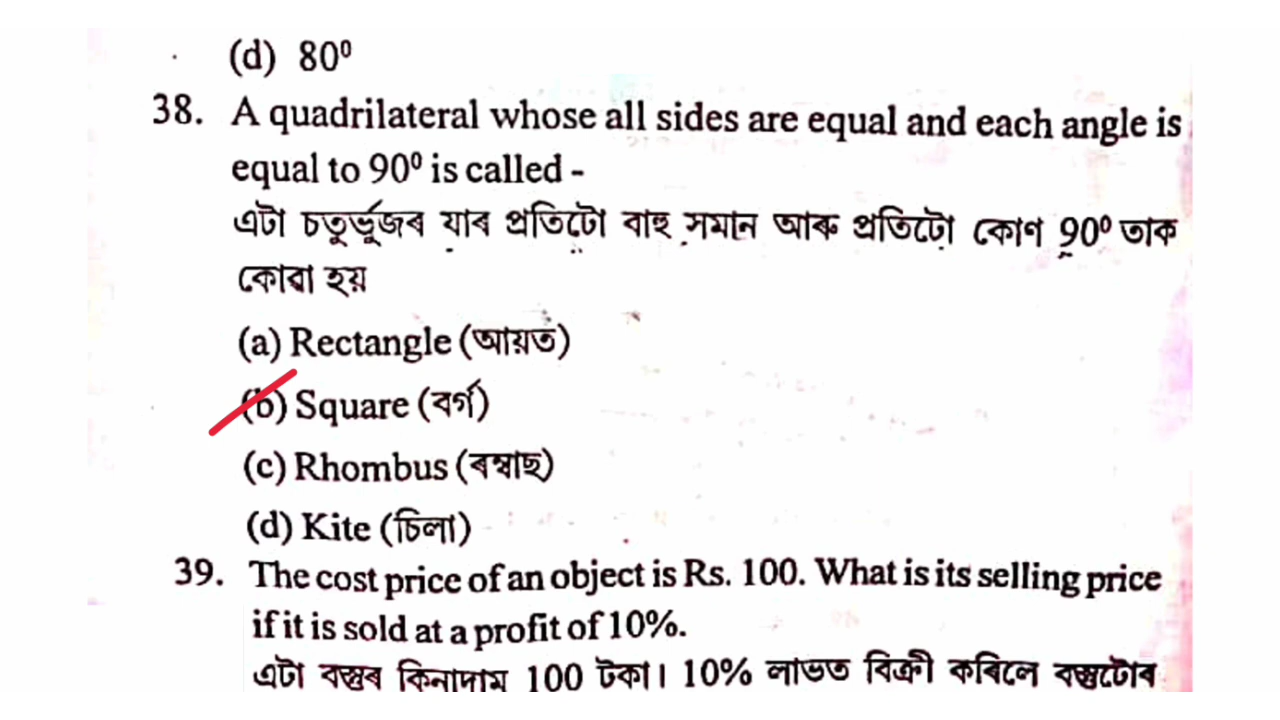 (d) 80⁰
38. A quadrilateral whose all sides are equal and each angle is
equal to 90⁰ is called -
এটা চতুৰ্ভূজৰ যাৰ প্ৰতিটো বাহু সমান আৰু প্ৰতিটো কোণ 90⁰ তাক
কোৱা হয়
(a) Rectangle (আয়ত)
(b) Square (বৰ্গ)
(c) Rhombus (ৰম্বাছ)
(d) Kite (চিলা)
39. The cost price of an object is Rs. 100. What is its selling price
if it is sold at a profit of 10%.
এটা বস্তুৰ কিনাদাম 100 টকা। 10% লাভত বিক্ৰী কৰিলে বস্তুটোৰ